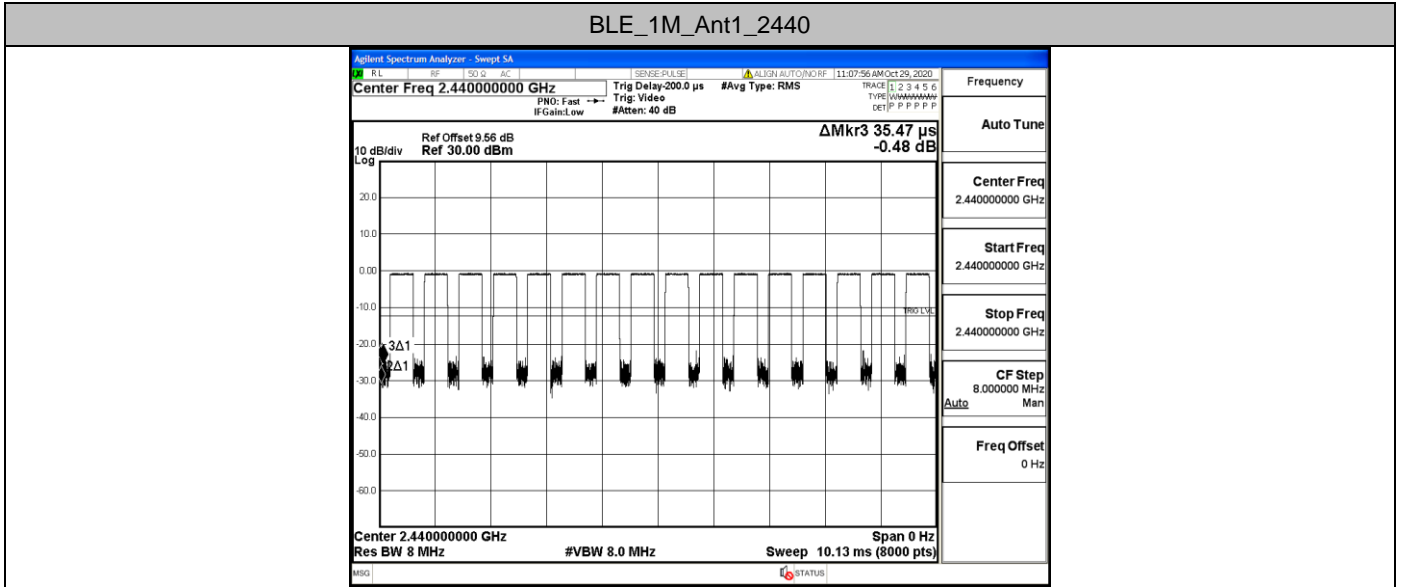 BLE_1M_Ant1_2440
Agilent Spectrum Analyzer - Swept SA
RL RF 50 Ω AC SENSE:PULSE ALIGN AUTO/NO RF 11:07:56 AM Oct 29, 2020
Center Freq 2.440000000 GHz Trig Delay-200.0 µs #Avg Type: RMS TRACE 1 2 3 4 5 6
PNO: Fast Trig: Video TYPE
IFGain:Low #Atten: 40 dB DET P P P P P P
Frequency
Auto Tune
ΔMkr3 35.47 µs
-0.48 dB
Ref Offset 9.56 dB
10 dB/div Ref 30.00 dBm
Log
20.0
10.0
0.00
-10.0
TRIG LVL
-20.0
3Δ1
2Δ1
-30.0
-40.0
-50.0
-60.0
Center 2.440000000 GHz Span 0 Hz
Res BW 8 MHz #VBW 8.0 MHz Sweep 10.13 ms (8000 pts)
MSG STATUS
Center Freq
2.440000000 GHz
Start Freq
2.440000000 GHz
Stop Freq
2.440000000 GHz
CF Step
8.000000 MHz
Auto Man
Freq Offset
0 Hz